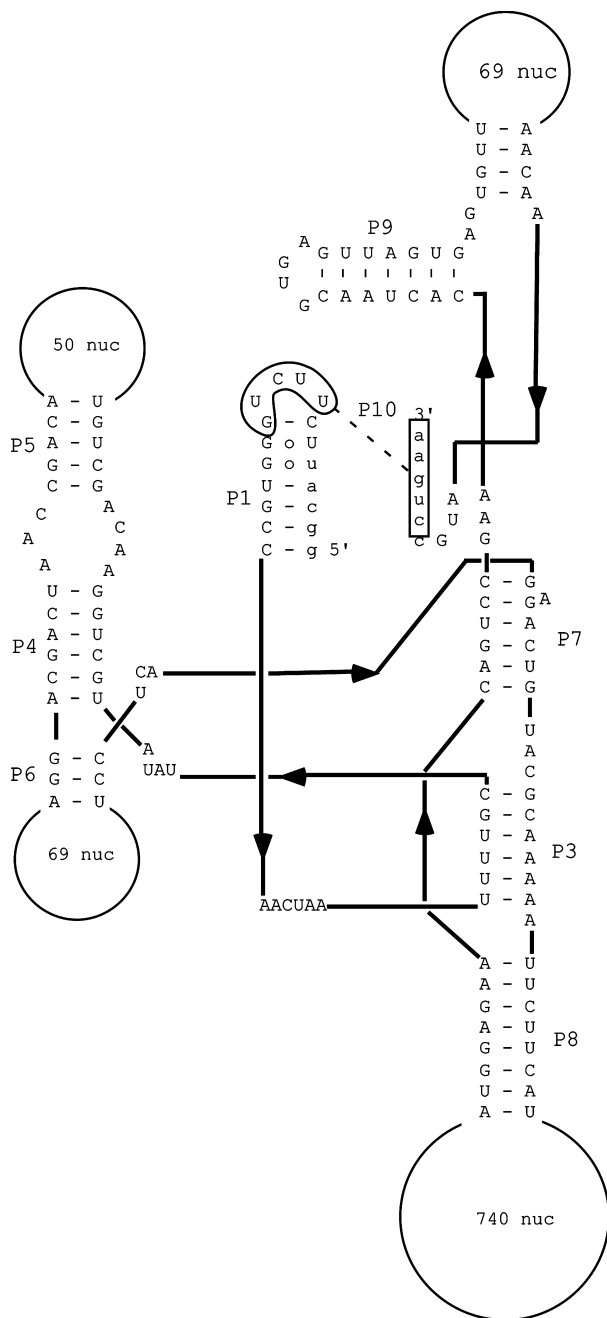 69 nuc
U - A
U - A
G - C
U - A
G A
A
P9
A G U U A G U G
G
U
G C A A U C A C
50 nuc
P5
A - U
C - G
A - U
G - C
C - G
C A
A C
A A
A A
P4
U - G
C - G
A - U
G - C
C - G
A - U
P6
G - C
G - C
A - U
69 nuc
CA
U
A
UAU
P1
U C U U
G - C
G o U
G o u
U - a
G - c
C - g
C - g 5'
AACUAA
P10
3'
a
a
g
u
c
c
G
U
A
A
A
G
P7
C - G
C - G A
U - A
G - C
A - U
C - G
U
A
C
P3
C - G
G - C
U - A
U - A
U - A
U - A
A
P8
A - U
A - U
G - C
A - U
G - U
G - C
U - A
A - U
740 nuc